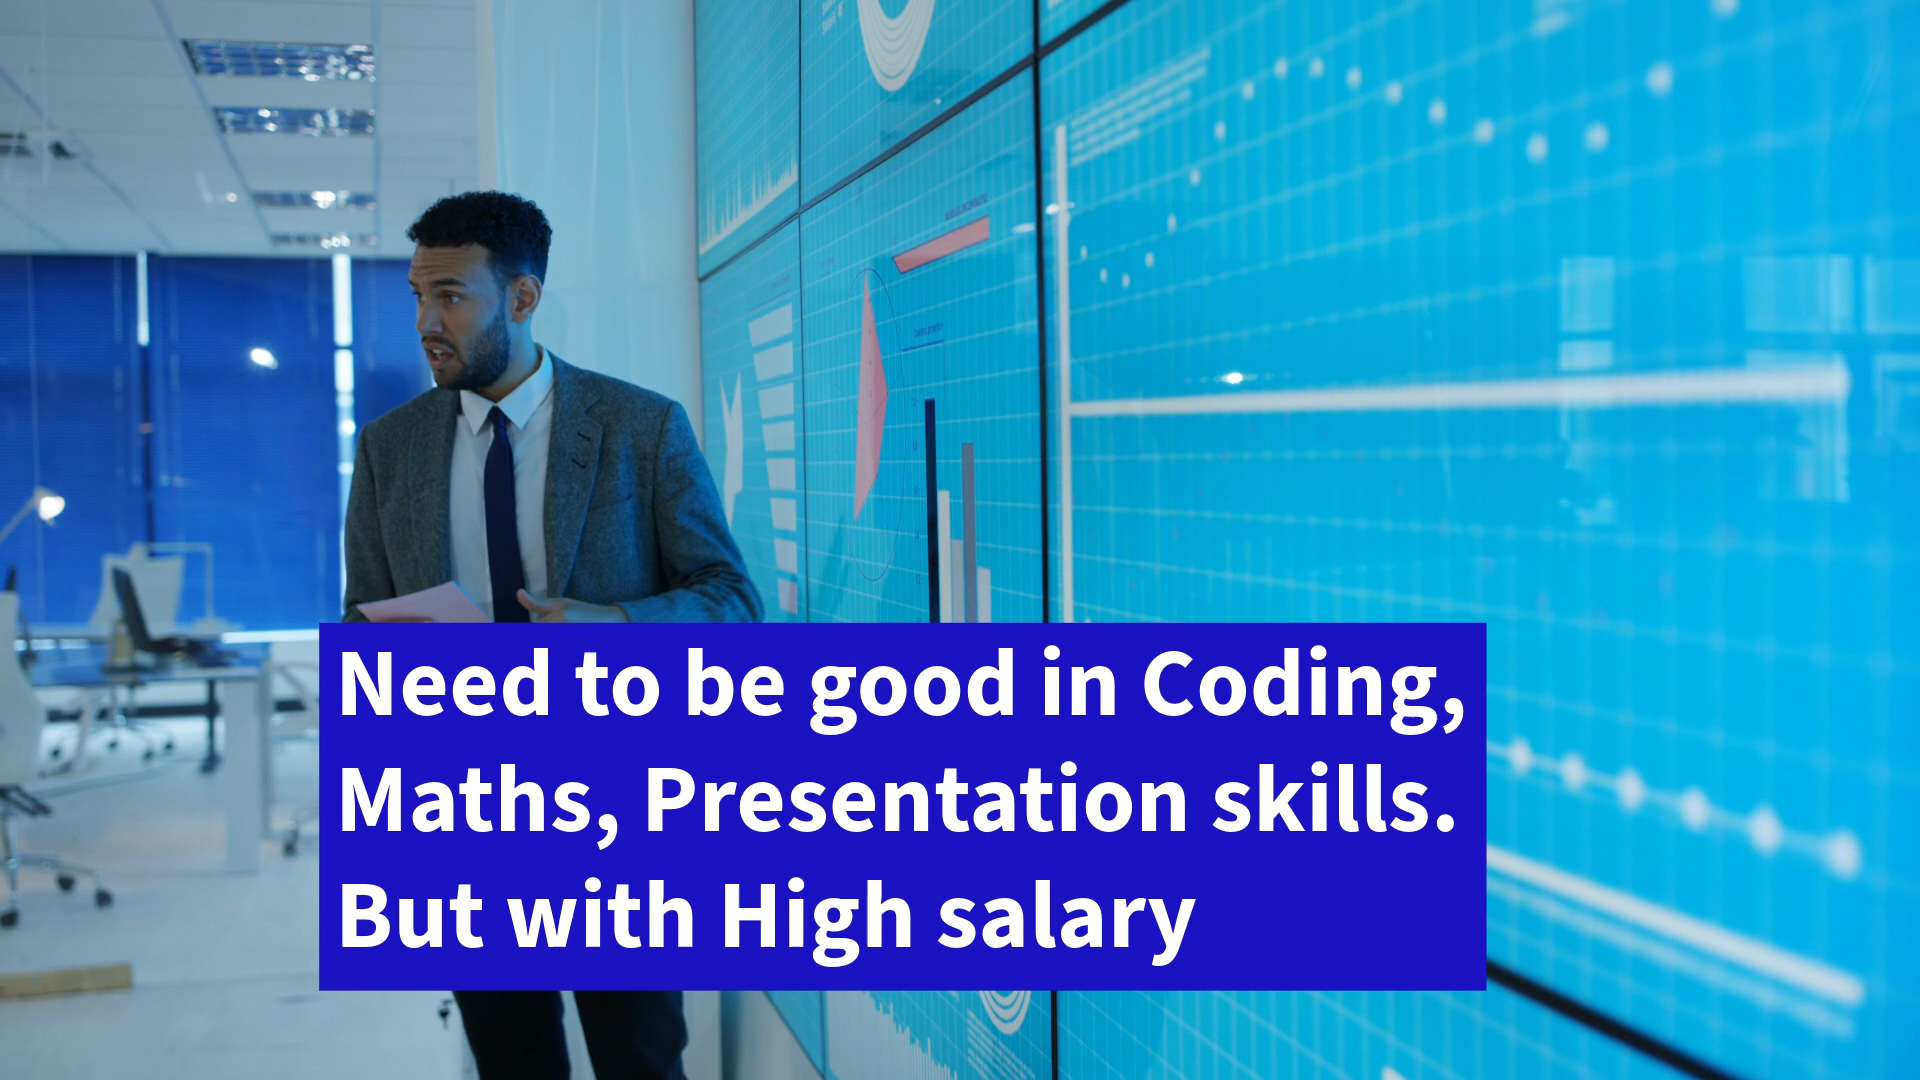 Need to be good in Coding,
Maths, Presentation skills.
But with High salary